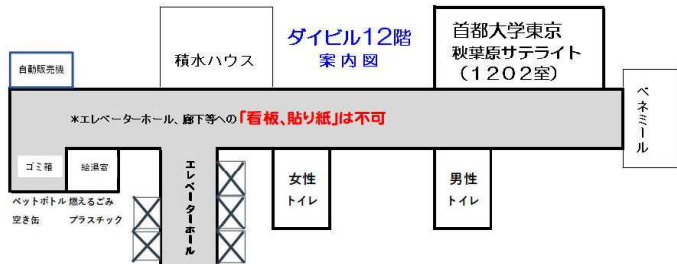 ダイビル12階
案内図
首都大学東京
秋葉原サテライト
(1202室)
積水ハウス
自動販売機
ベネミール
*エレベーターホール、廊下等への「看板、貼り紙」は不可
ゴミ箱
給湯室
エレベーターホール
女性
トイレ
男性
トイレ
ペットボトル 燃えるごみ
空き缶 プラスチック